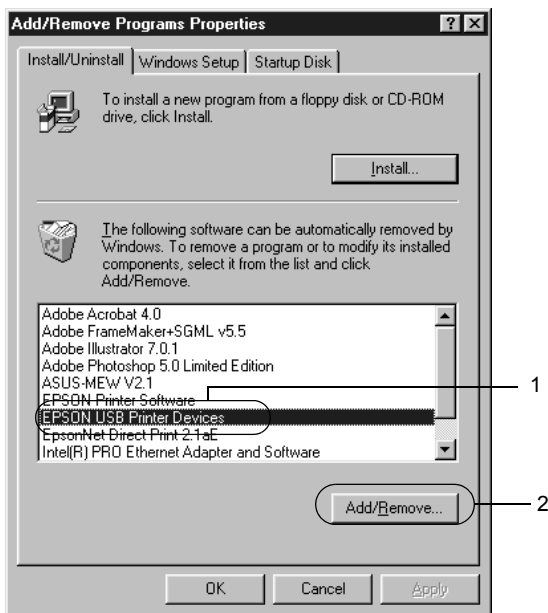 Add/Remove Programs Properties
Install/Uninstall Windows Setup Startup Disk
To install a new program from a floppy disk or CD-ROM
drive, click Install.
Install...
The following software can be automatically removed by
Windows. To remove a program or to modify its installed
components, select it from the list and click
Add/Remove.
Adobe Acrobat 4.0
Adobe FrameMaker+SGML v5.5
Adobe Illustrator 7.0.1
Adobe Photoshop 5.0 Limited Edition
ASUS-MEW V2.1
EPSON Printer Software
EPSON USB Printer Devices
EpsonNet Direct Print 2.1aE
Intel(R) PRO Ethernet Adapter and Software
1
Add/Remove...
2
OK Cancel Apply